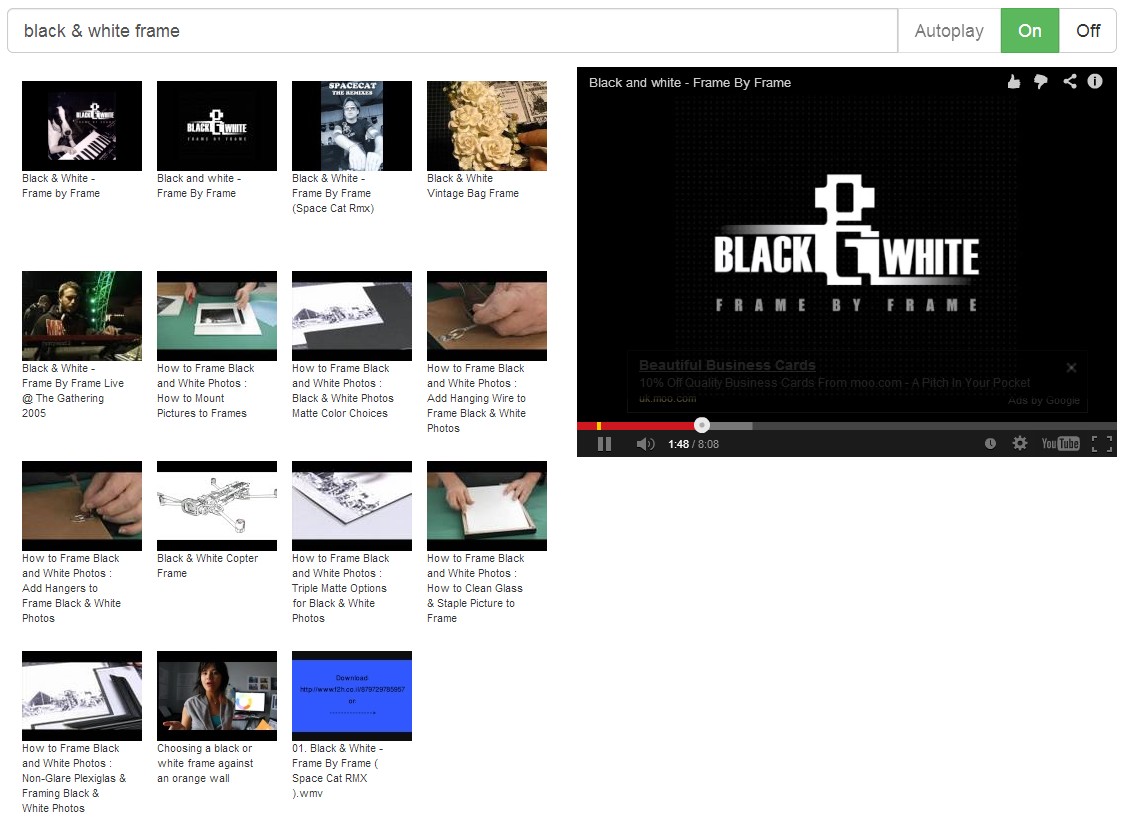 black & white frame
Autoplay
On
Off
BLACK & WHITE
FRAME BY FRAME
Black & White -
Frame by Frame
BLACK & WHITE
FRAME BY FRAME
Black and white -
Frame By Frame
SPACECAT
THE REMIXES
Black & White -
Frame By Frame
(Space Cat Rmx)
Black & White
Vintage Bag Frame
Black & White -
Frame By Frame Live
@ The Gathering
2005
How to Frame Black
and White Photos :
How to Mount
Pictures to Frames
How to Frame Black
and White Photos :
Black & White Photos
Matte Color Choices
How to Frame Black
and White Photos :
Add Hanging Wire to
Frame Black & White
Photos
How to Frame Black
and White Photos :
Add Hangers to
Frame Black & White
Photos
Black & White Copter
Frame
How to Frame Black
and White Photos :
Triple Matte Options
for Black & White
Photos
How to Frame Black
and White Photos :
How to Clean Glass
& Staple Picture to
Frame
How to Frame Black
and White Photos :
Non-Glare Plexiglas &
Framing Black &
White Photos
Choosing a black or
white frame against
an orange wall
Download
or
01. Black & White -
Frame By Frame (
Space Cat RMX
).wmv
Black and white - Frame By Frame
BLACK & WHITE
FRAME BY FRAME
Beautiful Business Cards
10% Off Quality Business Cards From moo.com - A Pitch In Your Pocket
uk.moo.com
Ads by Google
1:48 / 8:08
YouTube